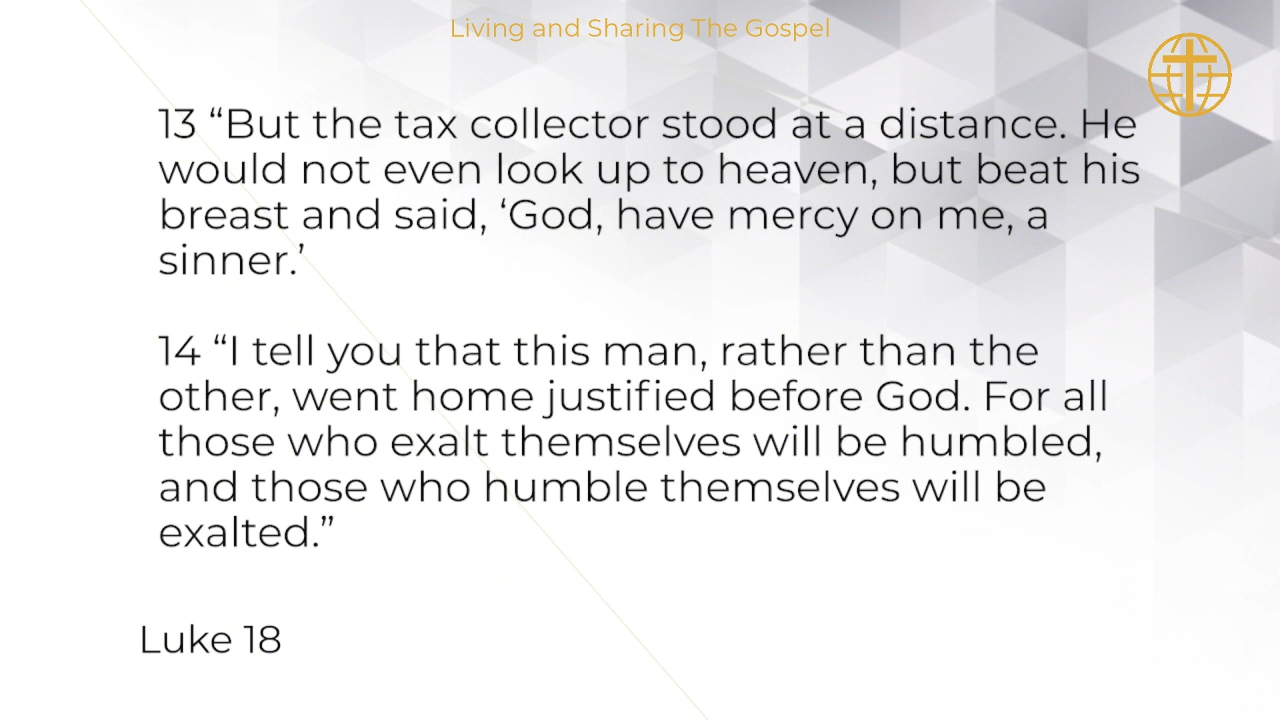 Living and Sharing The Gospel
13 “But the tax collector stood at a distance. He
would not even look up to heaven, but beat his
breast and said, ‘God, have mercy on me, a
sinner.’
14 “I tell you that this man, rather than the
other, went home justified before God. For all
those who exalt themselves will be humbled,
and those who humble themselves will be
exalted.”
Luke 18